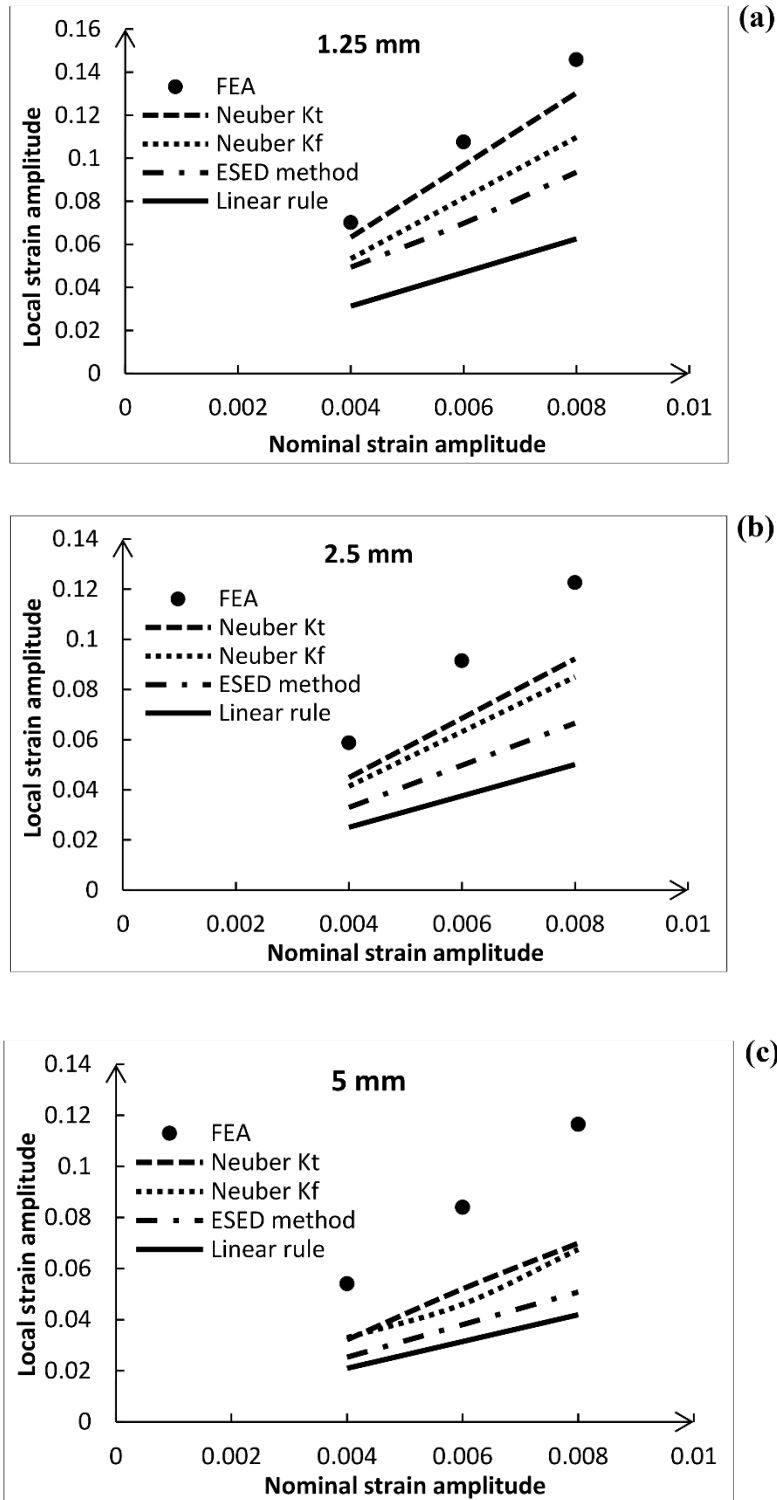 (a)
1.25 mm
0.16
0.14
0.12
0.1
0.08
0.06
0.04
0.02
0
Local strain amplitude
FEA
Neuber Kt
Neuber Kf
ESED method
Linear rule
0 0.002 0.004 0.006 0.008 0.01
Nominal strain amplitude
(b)
2.5 mm
0.14
0.12
0.1
0.08
0.06
0.04
0.02
0
Local strain amplitude
FEA
Neuber Kt
Neuber Kf
ESED method
Linear rule
0 0.002 0.004 0.006 0.008 0.01
Nominal strain amplitude
(c)
5 mm
0.14
0.12
0.1
0.08
0.06
0.04
0.02
0
Local strain amplitude
FEA
Neuber Kt
Neuber Kf
ESED method
Linear rule
0 0.002 0.004 0.006 0.008 0.01
Nominal strain amplitude